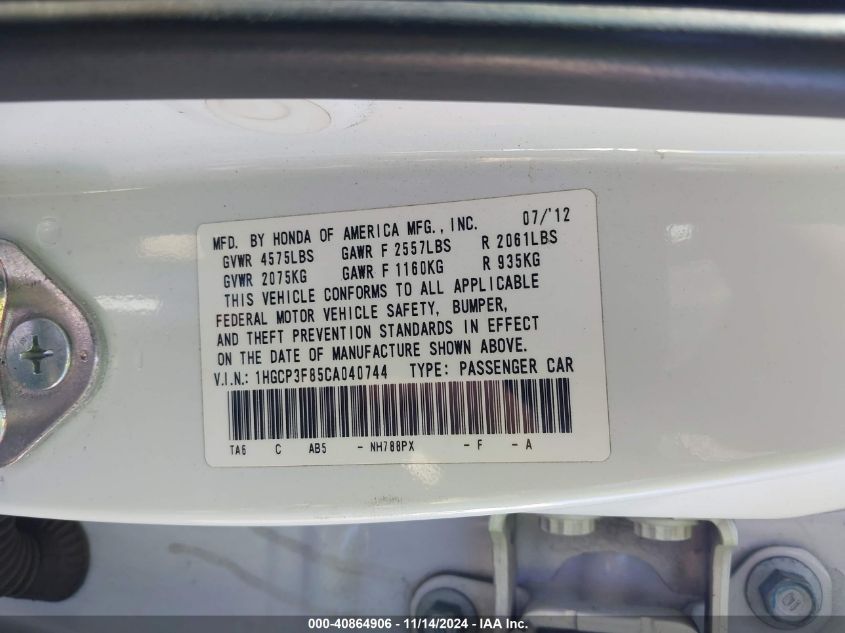 MFD. BY HONDA OF AMERICA MFG., INC. 07/'12
GVWR 4575LBS GAWR F 2557LBS R 2061LBS
GVWR 2075KG GAWR F 1160KG R 935KG
THIS VEHICLE CONFORMS TO ALL APPLICABLE
FEDERAL MOTOR VEHICLE SAFETY, BUMPER,
AND THEFT PREVENTION STANDARDS IN EFFECT
ON THE DATE OF MANUFACTURE SHOWN ABOVE.
V.I.N.: 1HGCP3F85CA040744 TYPE: PASSENGER CAR
TA6 C AB5 - NH788PX - F - A
000-40864906 - 11/14/2024 - IAA Inc.